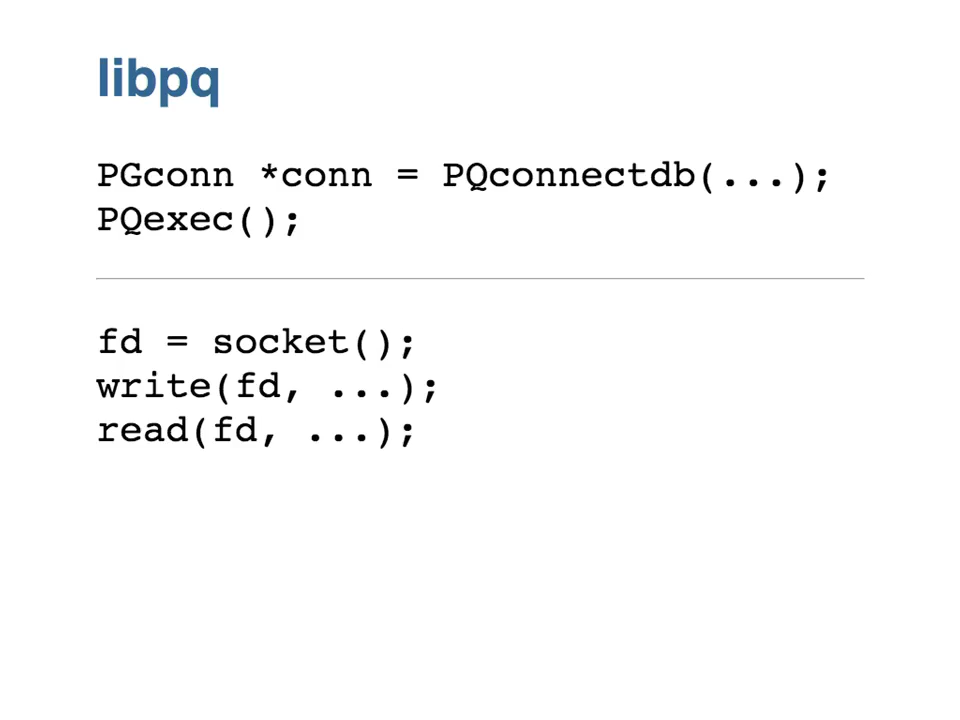 libpq
PGconn *conn = PQconnectdb(...);
PQexec();
fd = socket();
write(fd, ...);
read(fd, ...);